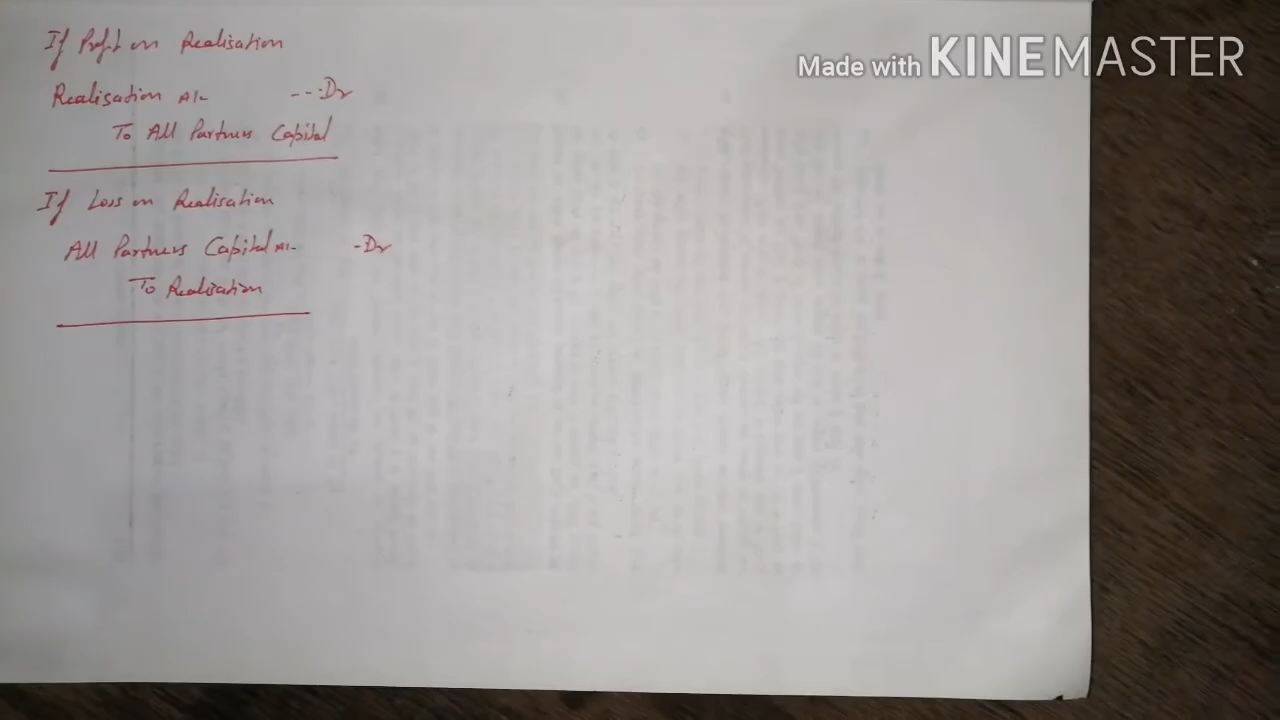 If Profit on Realisation
Realisation A/c --- Dr
To All Partners Capital
If Loss on Realisation
All Partners Capital A/c - Dr
To Realisation
Made with KINEMASTER